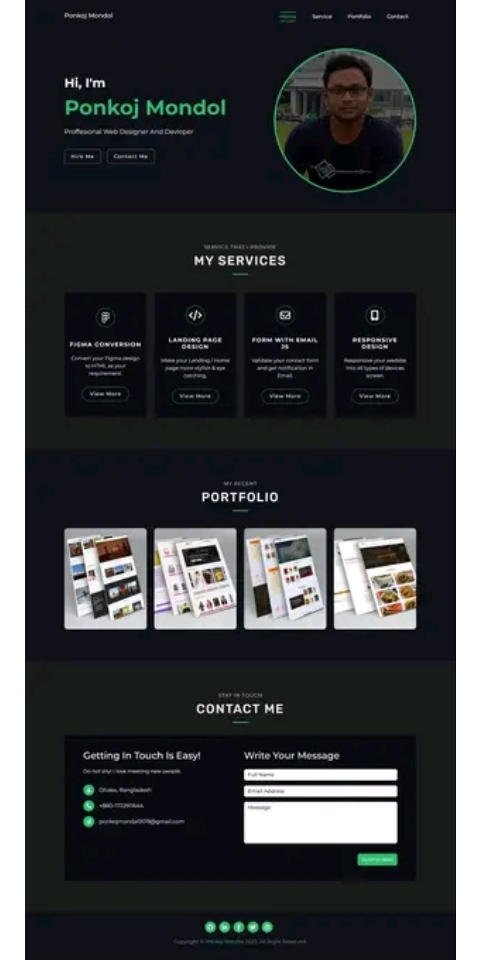 Ponkoj Mondol
Home Service Portfolio Contact
Hi, I'm
Ponkoj Mondol
Proffesional Web Designer And Devloper
Hire Me Contact Me
SERVICE THAT I PROVIDE
MY SERVICES
FIGMA CONVERSION
Convert your Figma design
to HTML as your
requirement.
View More
LANDING PAGE
DESIGN
Make your Landing / Home
page more stylish & eye
catching.
View More
FORM WITH EMAIL
JS
Validate your contact form
and get notification in
Email.
View More
RESPONSIVE
DESIGN
Responsive your website
into all types of devices
screen.
View More
MY RECENT
PORTFOLIO
STAY IN TOUCH
CONTACT ME
Getting In Touch Is Easy!
Do not shy! I love meeting new people.
Dhaka, Bangladesh
Write Your Message
Full Name
Email Address
Message
Submit Now
Copyright © Ponkoj Mondol 2023. All Right Reserved